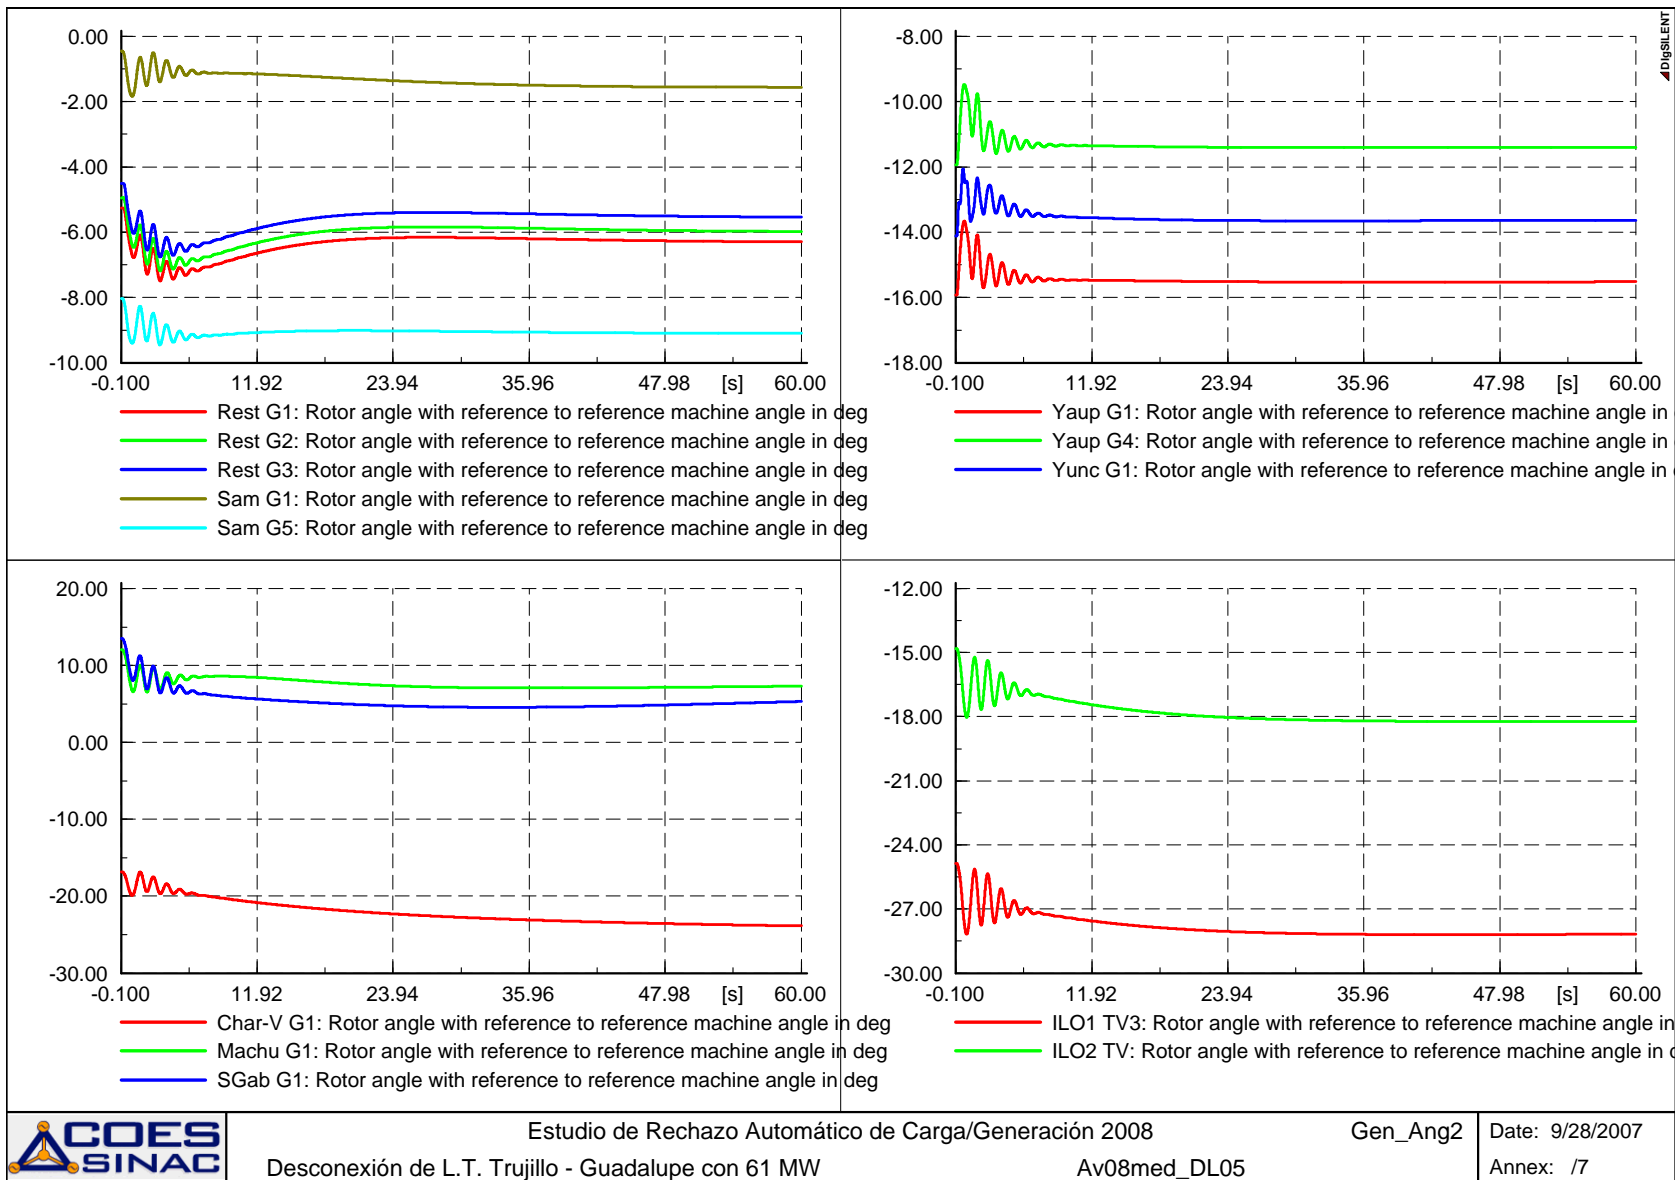 DIgSILENT
0.00
-2.00
-4.00
-6.00
-8.00
-10.00
-0.100 11.92 23.94 35.96 47.98 [s] 60.00
Rest G1: Rotor angle with reference to reference machine angle in deg
Rest G2: Rotor angle with reference to reference machine angle in deg
Rest G3: Rotor angle with reference to reference machine angle in deg
Sam G1: Rotor angle with reference to reference machine angle in deg
Sam G5: Rotor angle with reference to reference machine angle in deg
-8.00
-10.00
-12.00
-14.00
-16.00
-18.00
-0.100 11.92 23.94 35.96 47.98 [s] 60.00
Yaup G1: Rotor angle with reference to reference machine angle in
Yaup G4: Rotor angle with reference to reference machine angle in
Yunc G1: Rotor angle with reference to reference machine angle in
20.00
10.00
0.00
-10.00
-20.00
-30.00
-0.100 11.92 23.94 35.96 47.98 [s] 60.00
Char-V G1: Rotor angle with reference to reference machine angle in deg
Machu G1: Rotor angle with reference to reference machine angle in deg
SGab G1: Rotor angle with reference to reference machine angle in deg
-12.00
-15.00
-18.00
-21.00
-24.00
-27.00
-30.00
-0.100 11.92 23.94 35.96 47.98 [s] 60.00
ILO1 TV3: Rotor angle with reference to reference machine angle in
ILO2 TV: Rotor angle with reference to reference machine angle in
COES
SINAC
Estudio de Rechazo Automático de Carga/Generación 2008 Gen_Ang2
Desconexión de L.T. Trujillo - Guadalupe con 61 MW Av08med_DL05
Date: 9/28/2007
Annex: /7